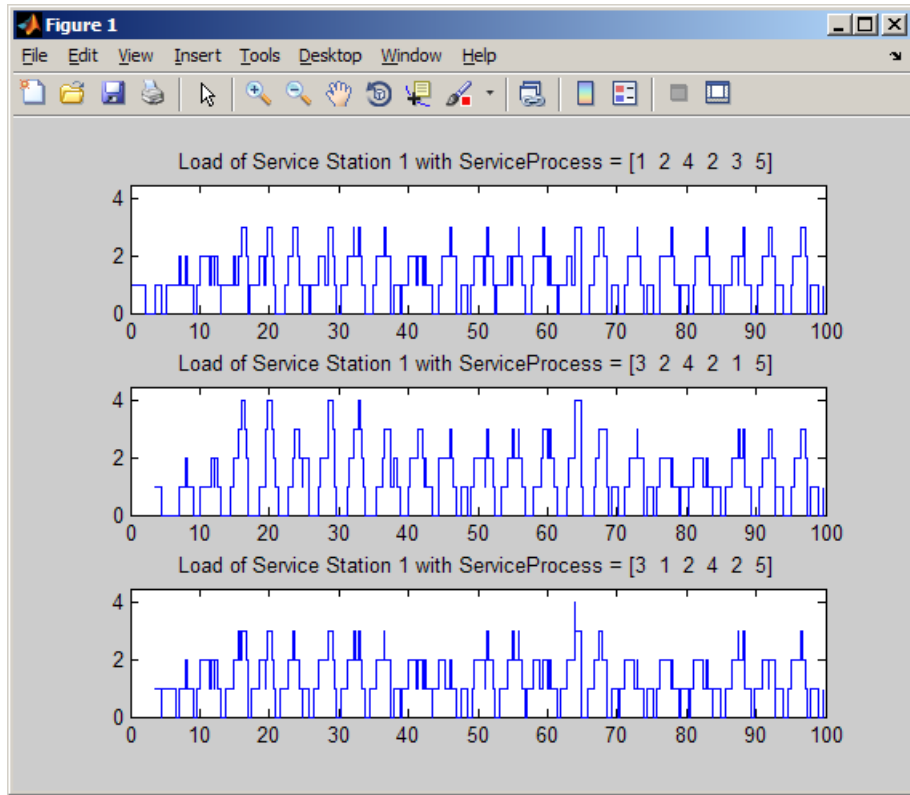 Figure 1
File Edit View Insert Tools Desktop Window Help
Load of Service Station 1 with ServiceProcess = [1 2 4 2 3 5]
4
2
0
0 10 20 30 40 50 60 70 80 90 100
Load of Service Station 1 with ServiceProcess = [3 2 4 2 1 5]
4
2
0
0 10 20 30 40 50 60 70 80 90 100
Load of Service Station 1 with ServiceProcess = [3 1 2 4 2 5]
4
2
0
0 10 20 30 40 50 60 70 80 90 100